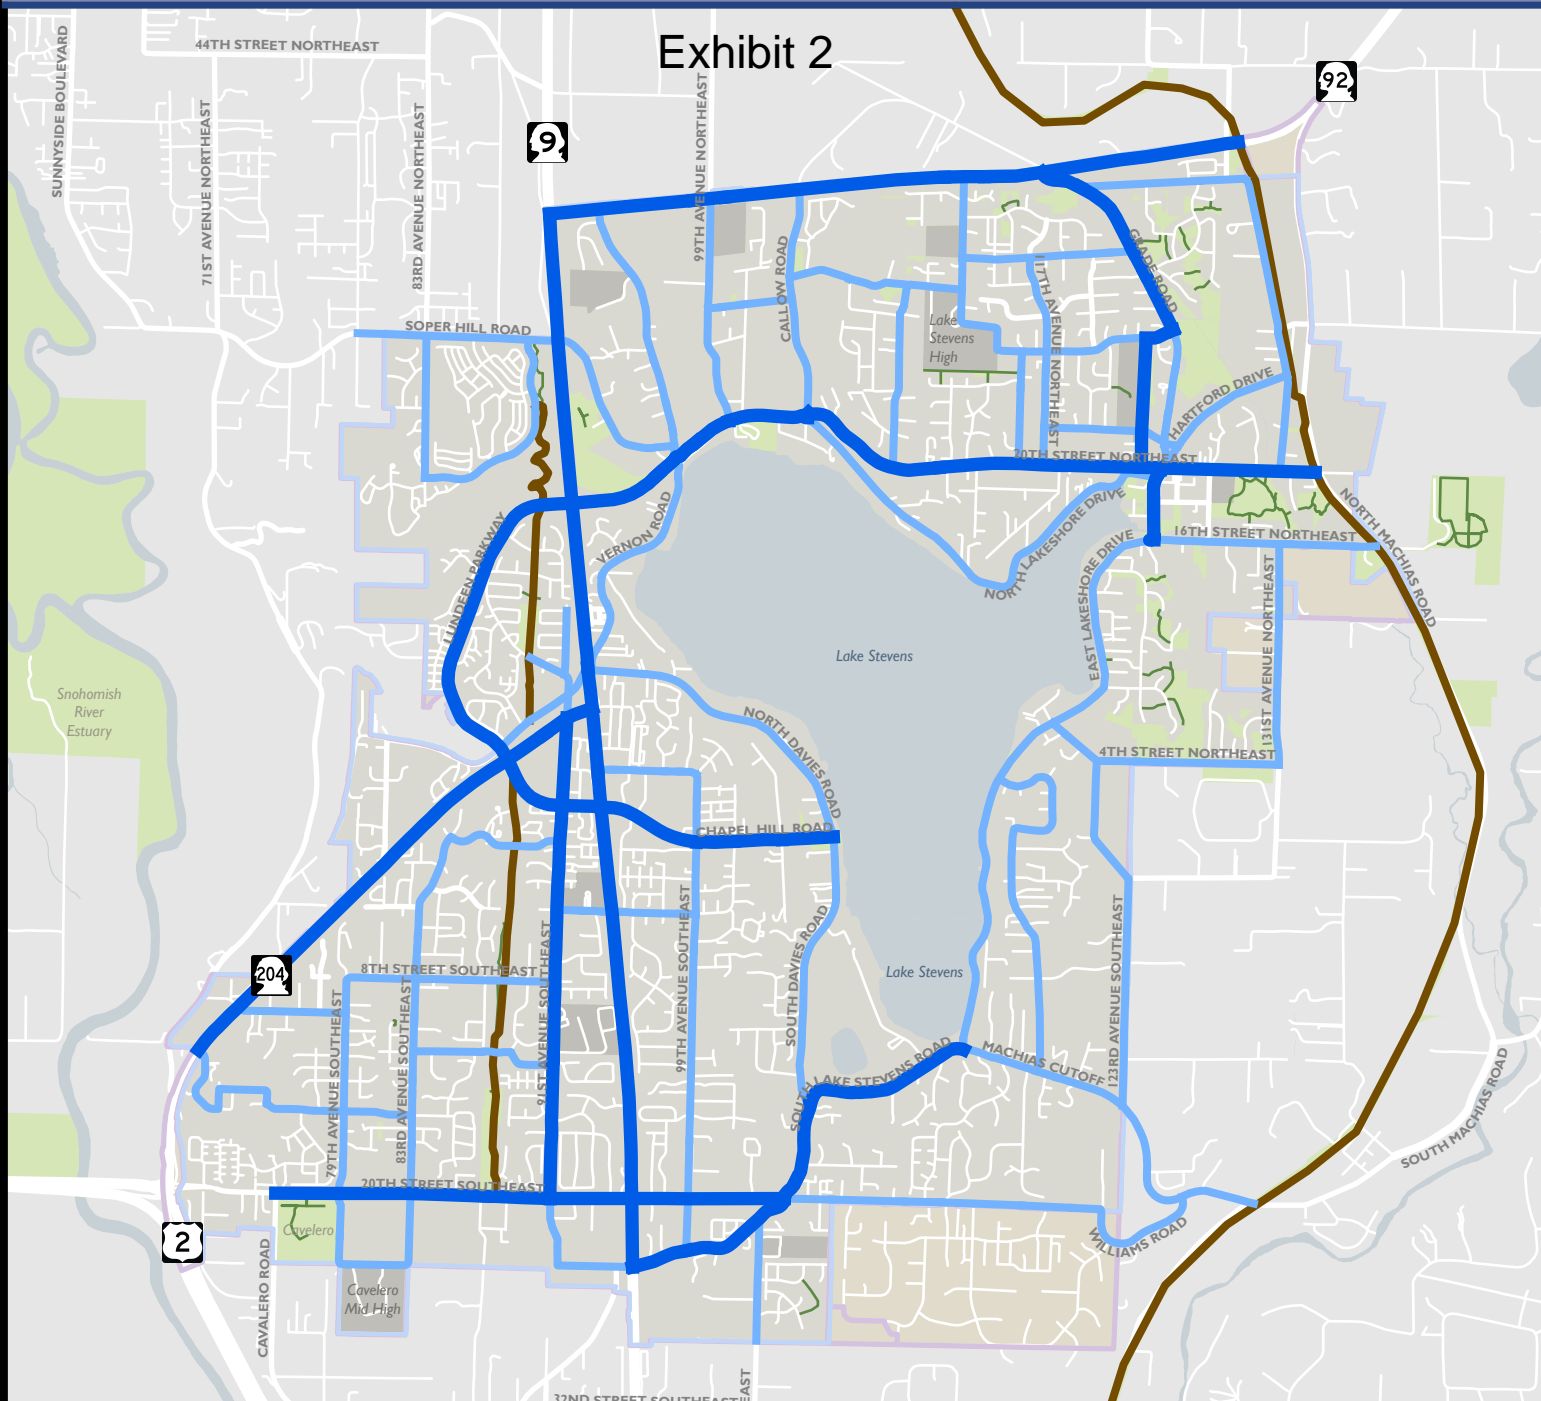 Exhibit 2
44TH STREET NORTHEAST
SUNNYSIDE BOULEVARD
71ST AVENUE NORTHEAST
83RD AVENUE NORTHEAST
99TH AVENUE NORTHEAST
92
9
CALLOW ROAD
GRADE ROAD
117TH AVENUE NORTHEAST
SOPER HILL ROAD
Lake
Stevens
High
HARTFORD DRIVE
20TH STREET NORTHEAST
LUNDEEN PARKWAY
VERNON ROAD
NORTH LAKESHORE DRIVE
EAST LAKESHORE DRIVE
16TH STREET NORTHEAST
NORTH MACHIAS ROAD
131ST AVENUE NORTHEAST
Lake Stevens
Snohomish
River
Estuary
NORTH DAVIES ROAD
4TH STREET NORTHEAST
CHAPEL HILL ROAD
204
8TH STREET SOUTHEAST
79TH AVENUE SOUTHEAST
83RD AVENUE SOUTHEAST
91ST AVENUE SOUTHEAST
99TH AVENUE SOUTHEAST
SOUTH DAVIES ROAD
Lake Stevens
123RD AVENUE SOUTHEAST
SOUTH LAKE STEVENS ROAD
MACHIAS CUTOFF
SOUTH MACHIAS ROAD
20TH STREET SOUTHEAST
2
Cavelero
WILLIAMS ROAD
CAVALERO ROAD
Cavelero
Mid High
32ND STREET SOUTHEAST
EAST